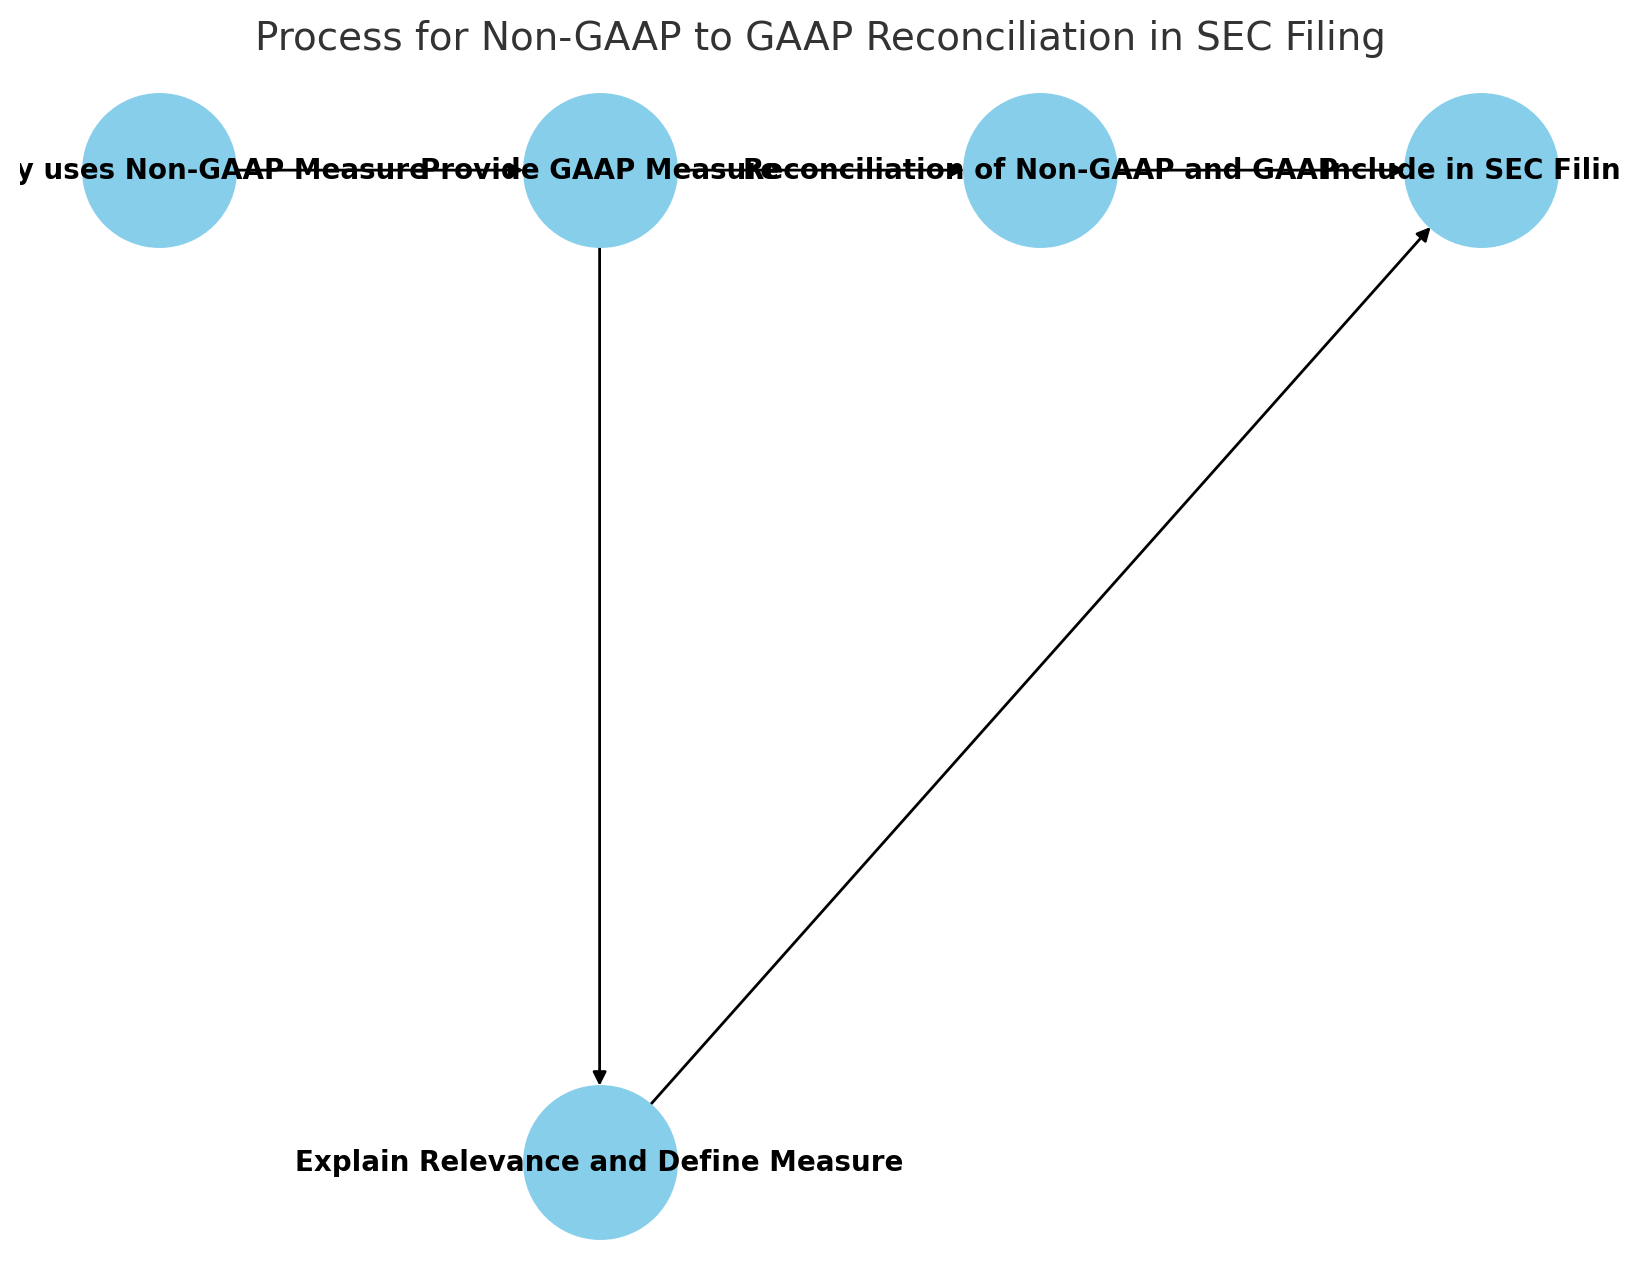 Process for Non-GAAP to GAAP Reconciliation in SEC Filing
y uses Non-GAAP Measure
Provide GAAP Measure
Reconciliation of Non-GAAP and GAAP
Include in SEC Filin
Explain Relevance and Define Measure